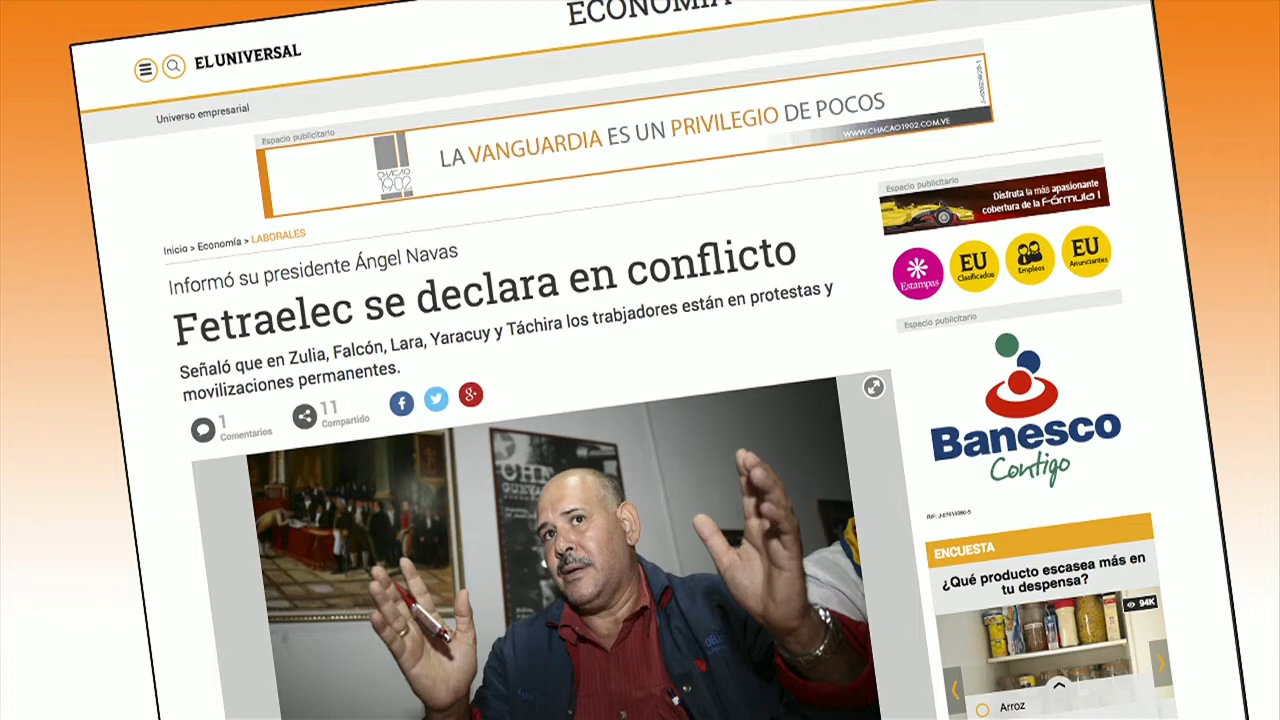 ECONOMÍA
EL UNIVERSAL
Universo empresarial
Espacio publicitario
CHACAO
1902
LA VANGUARDIA ES UN PRIVILEGIO DE POCOS
WWW.CHACAO1902.COM.VE
Inicio > Economía > LABORALES
Informó su presidente Ángel Navas
Fetraelec se declara en conflicto
Señaló que en Zulia, Falcón, Lara, Yaracuy y Táchira los trabjadores están en protestas y
movilizaciones permanentes.
1
Comentarios
11
Compartido
Espacio publicitario
Disfruta la más apasionante
cobertura de la Fórmula 1
Estampas
EU
Clasificados
Empleos
EU
Anunciantes
Espacio publicitario
Banesco
Contigo
ENCUESTA
¿Qué producto escasea más en
tu despensa?
94K
Arroz